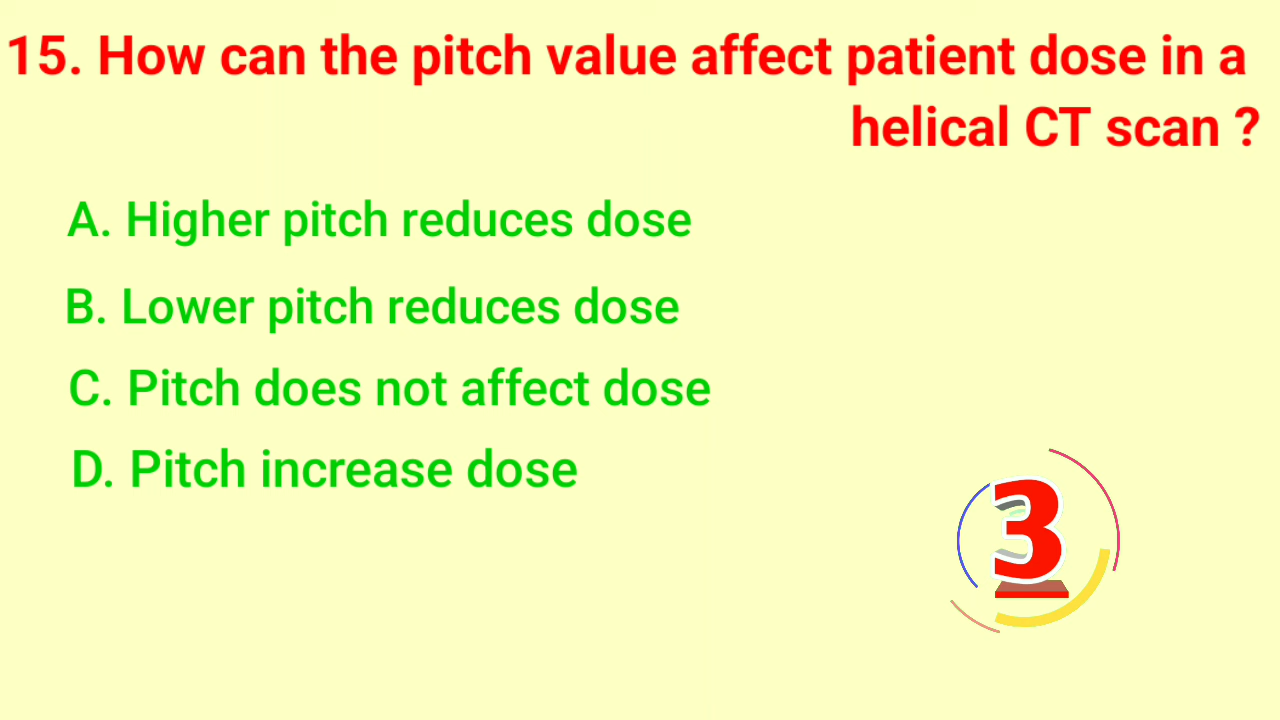 15. How can the pitch value affect patient dose in a
helical CT scan ?
A. Higher pitch reduces dose
B. Lower pitch reduces dose
C. Pitch does not affect dose
D. Pitch increase dose
3